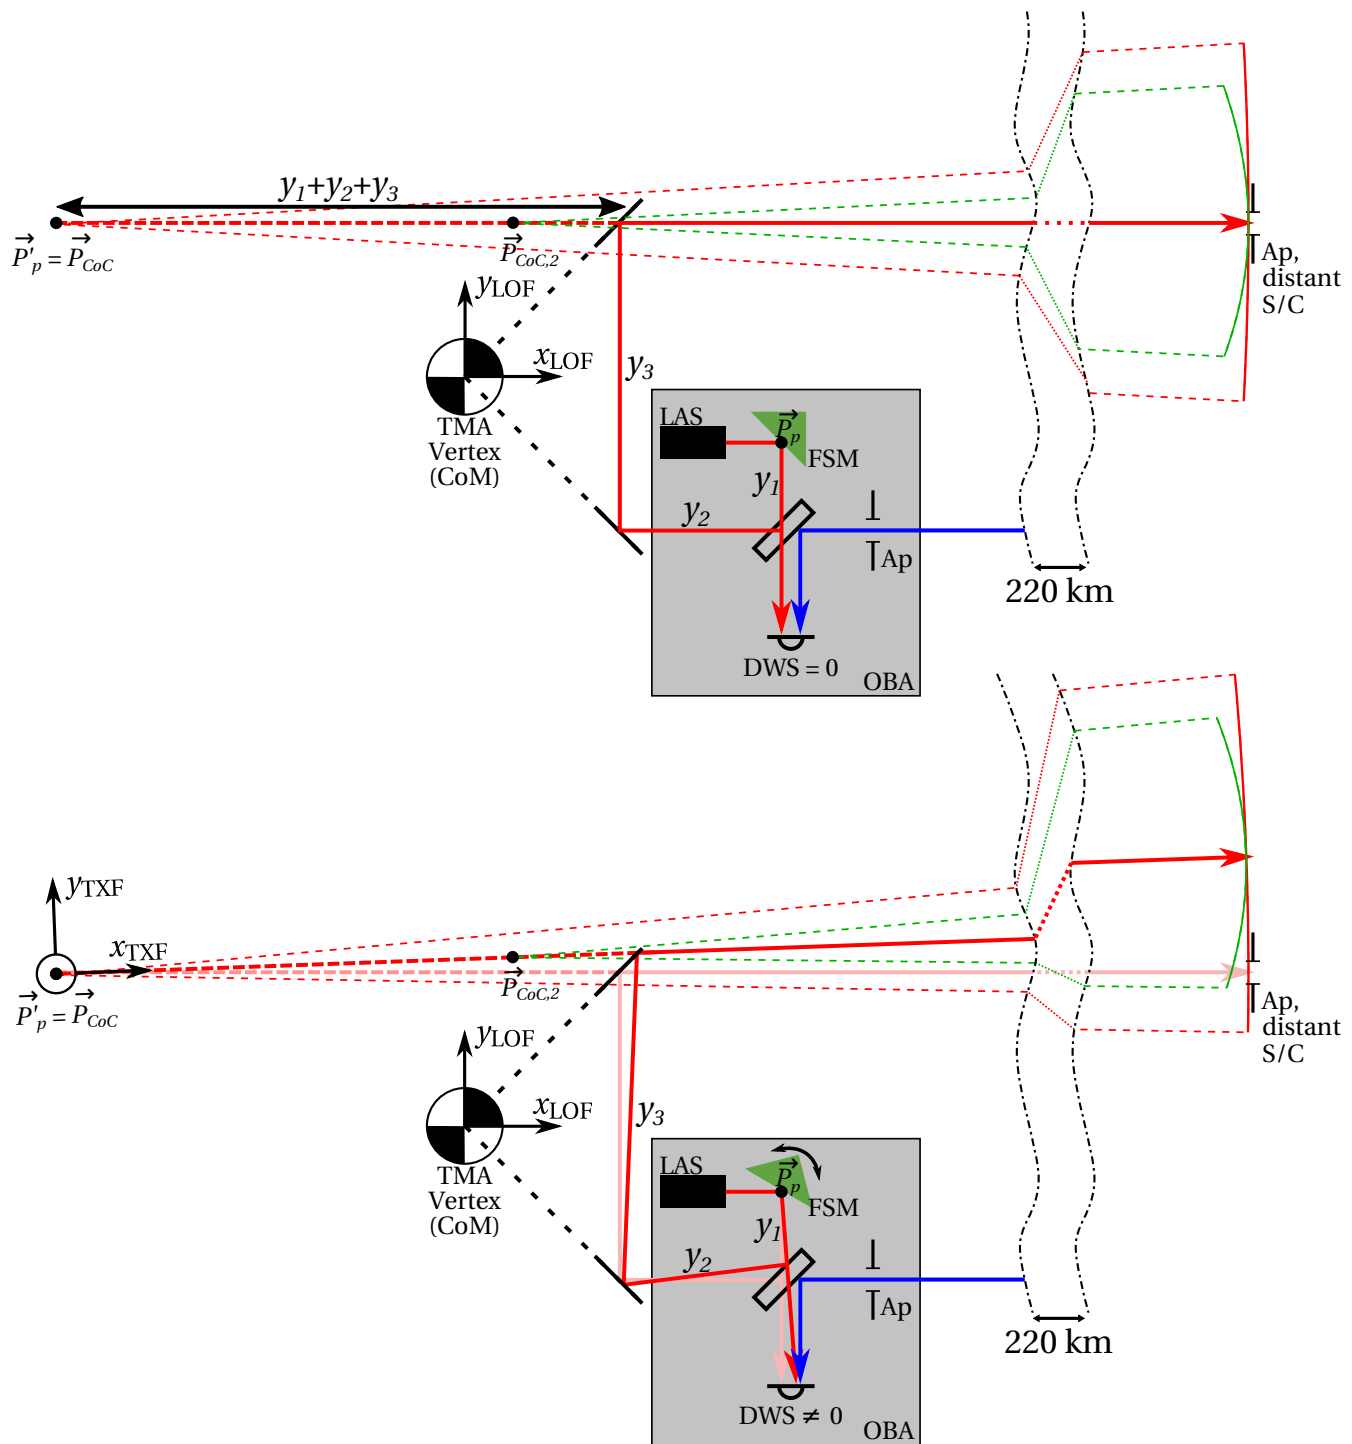 y1+y2+y3
P'p = PCoC
PCoC,2
Ap,
distant
S/C
yLOF
xLOF
TMA
Vertex
(CoM)
y3
LAS
Pp
FSM
y1
y2
Ap
220 km
DWS = 0
OBA
yTXF
xTXF
P'p = PCoC
PCoC,2
Ap,
distant
S/C
yLOF
xLOF
y3
TMA
Vertex
(CoM)
LAS
Pp
FSM
y1
y2
Ap
220 km
DWS ≠ 0
OBA